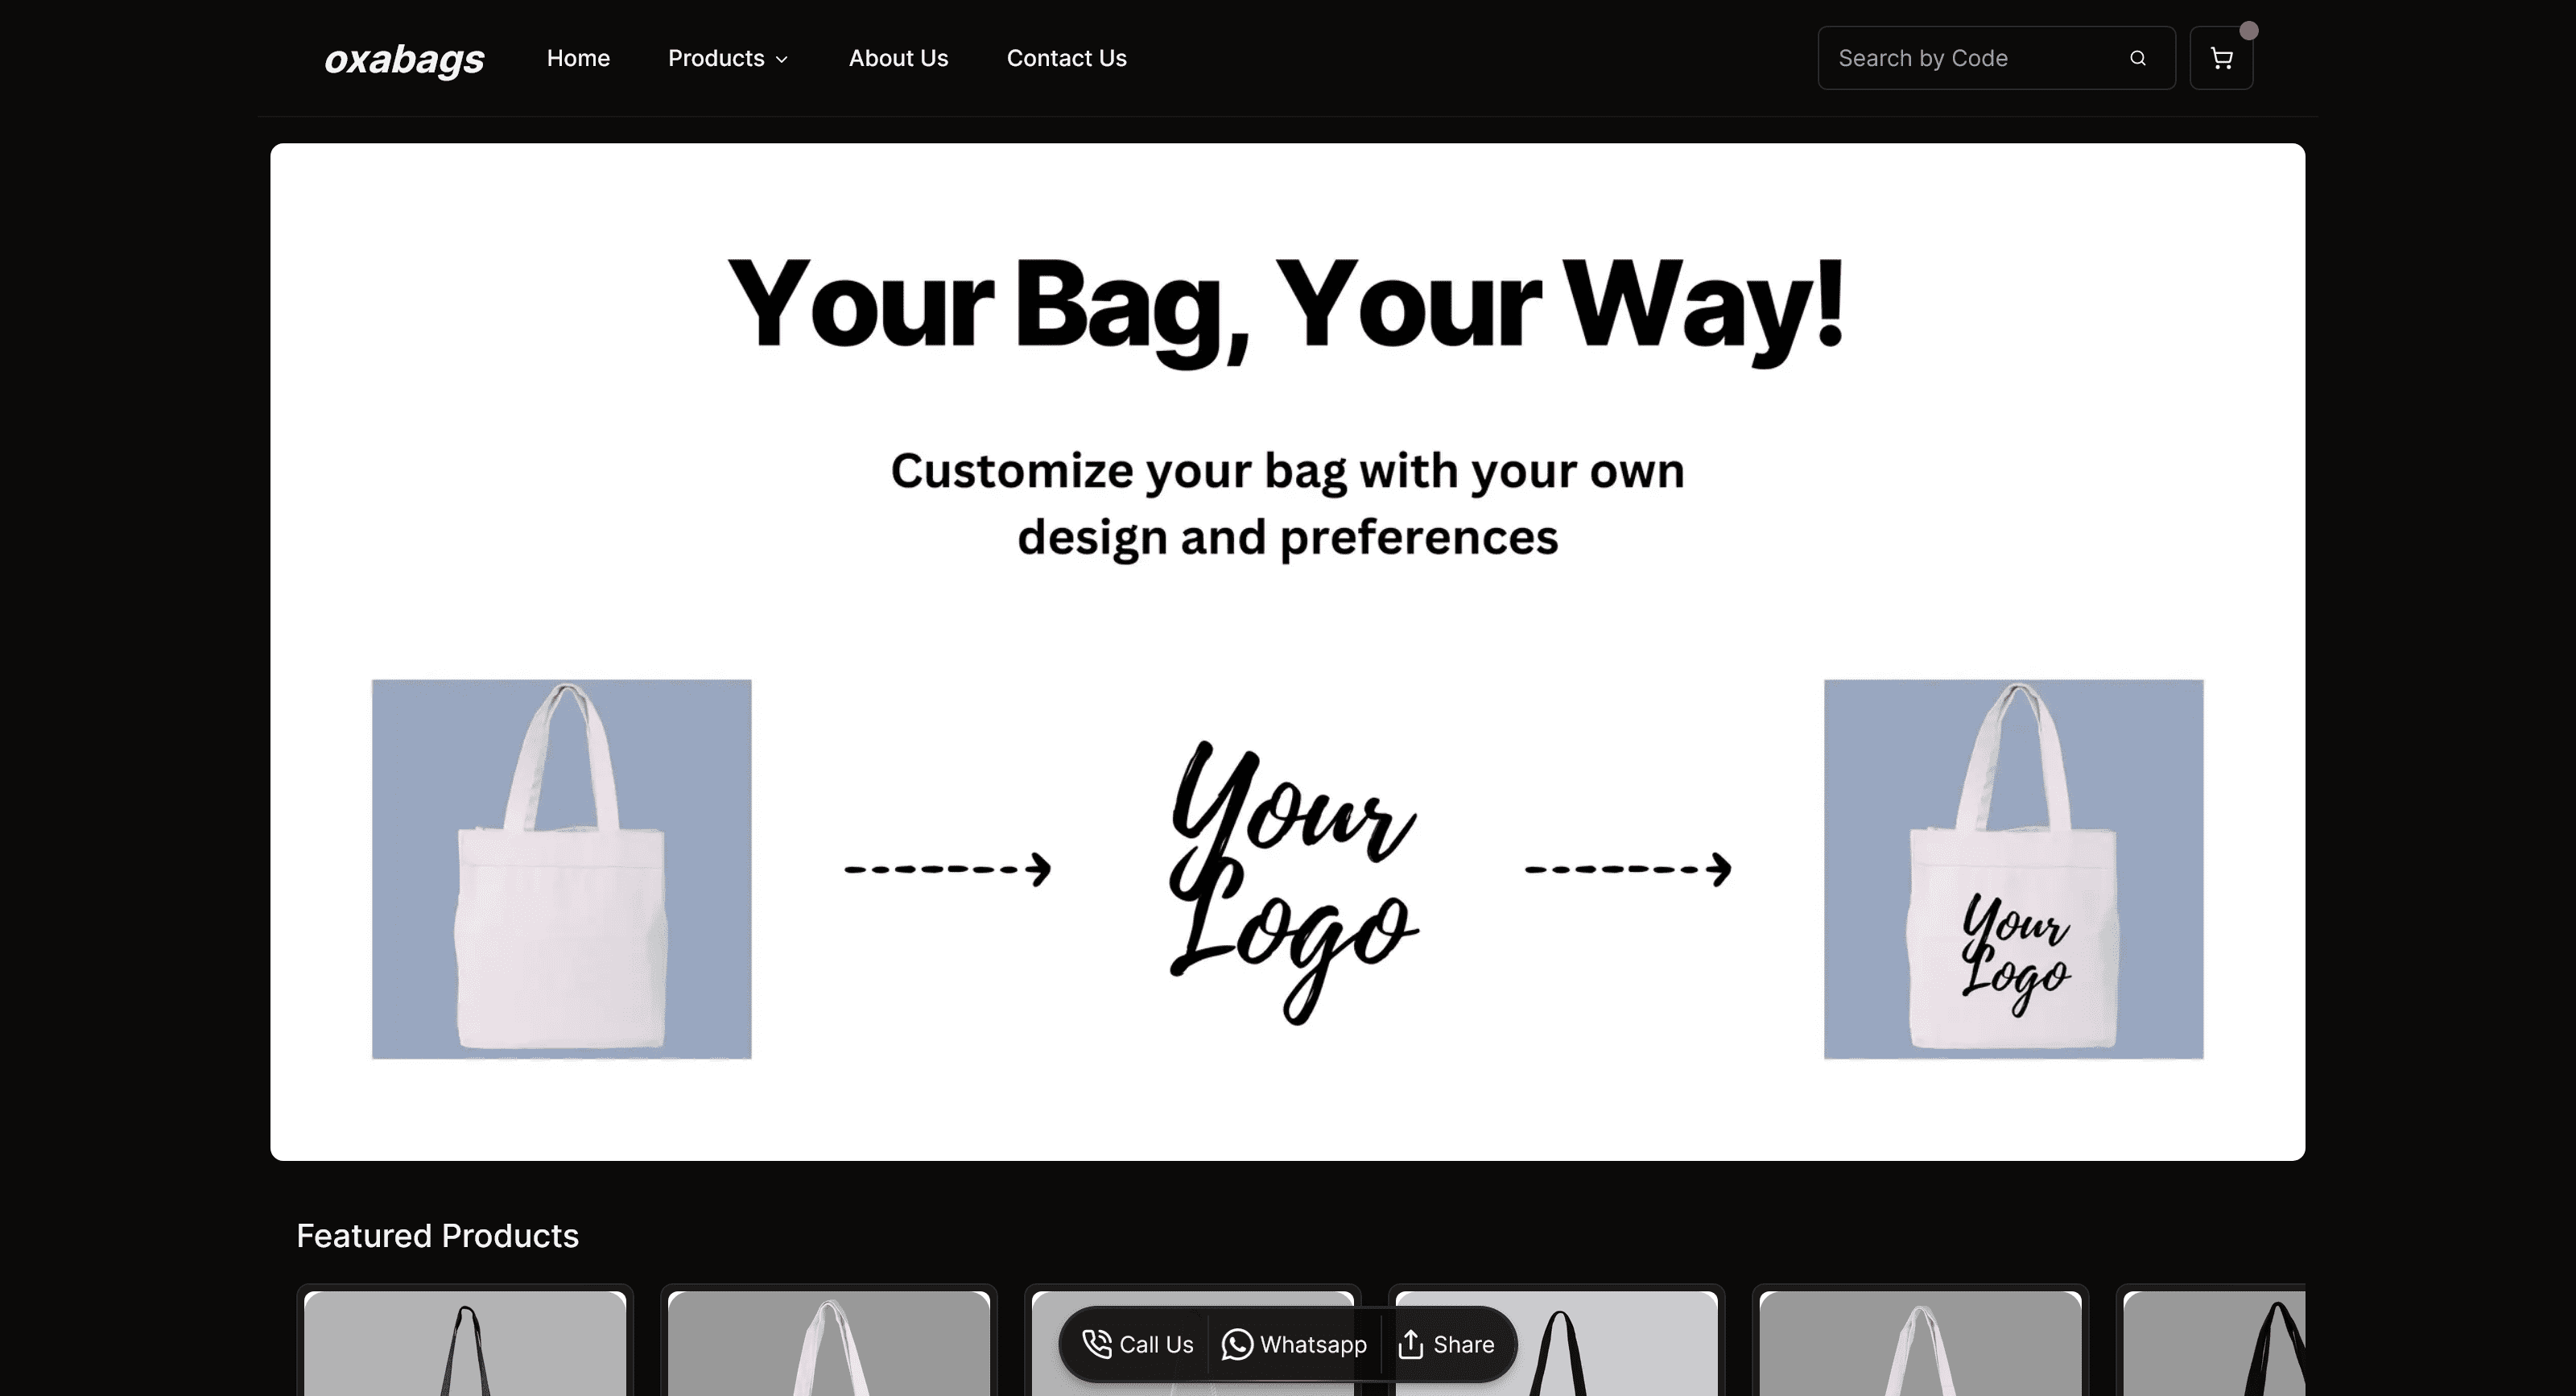 oxabags
Home
Products
About Us
Contact Us
Search by Code
Your Bag, Your Way!
Customize your bag with your own
design and preferences
Your
Logo
Your
Logo
Featured Products
Call Us
Whatsapp
Share